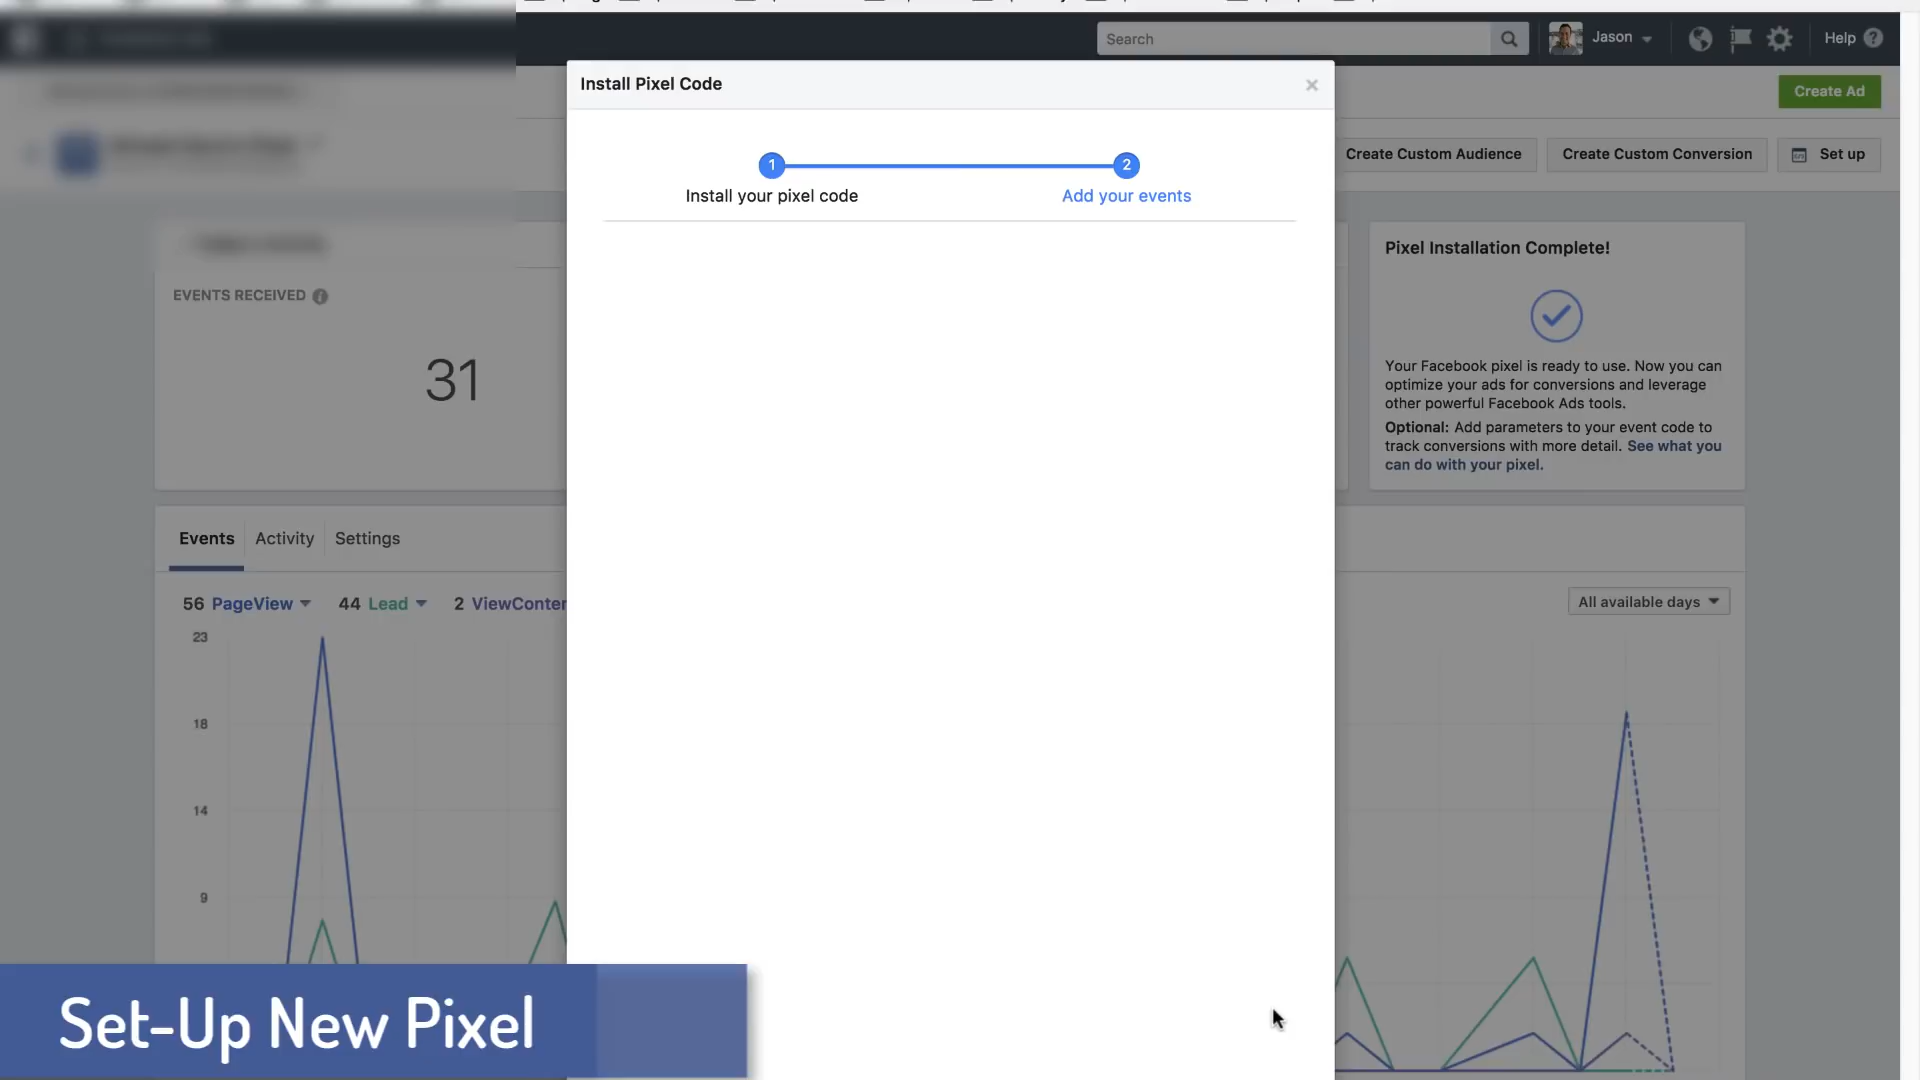 Search
Jason
Help
Install Pixel Code
Create Ad
1
2
Install your pixel code
Add your events
Create Custom Audience
Create Custom Conversion
Set up
EVENTS RECEIVED
31
Pixel Installation Complete!
Your Facebook pixel is ready to use. Now you can
optimize your ads for conversions and leverage
other powerful Facebook Ads tools.
Optional: Add parameters to your event code to
track conversions with more detail. See what you
can do with your pixel.
Events
Activity
Settings
56 PageView
44 Lead
2 ViewConten
All available days
23
18
14
9
Set-Up New Pixel